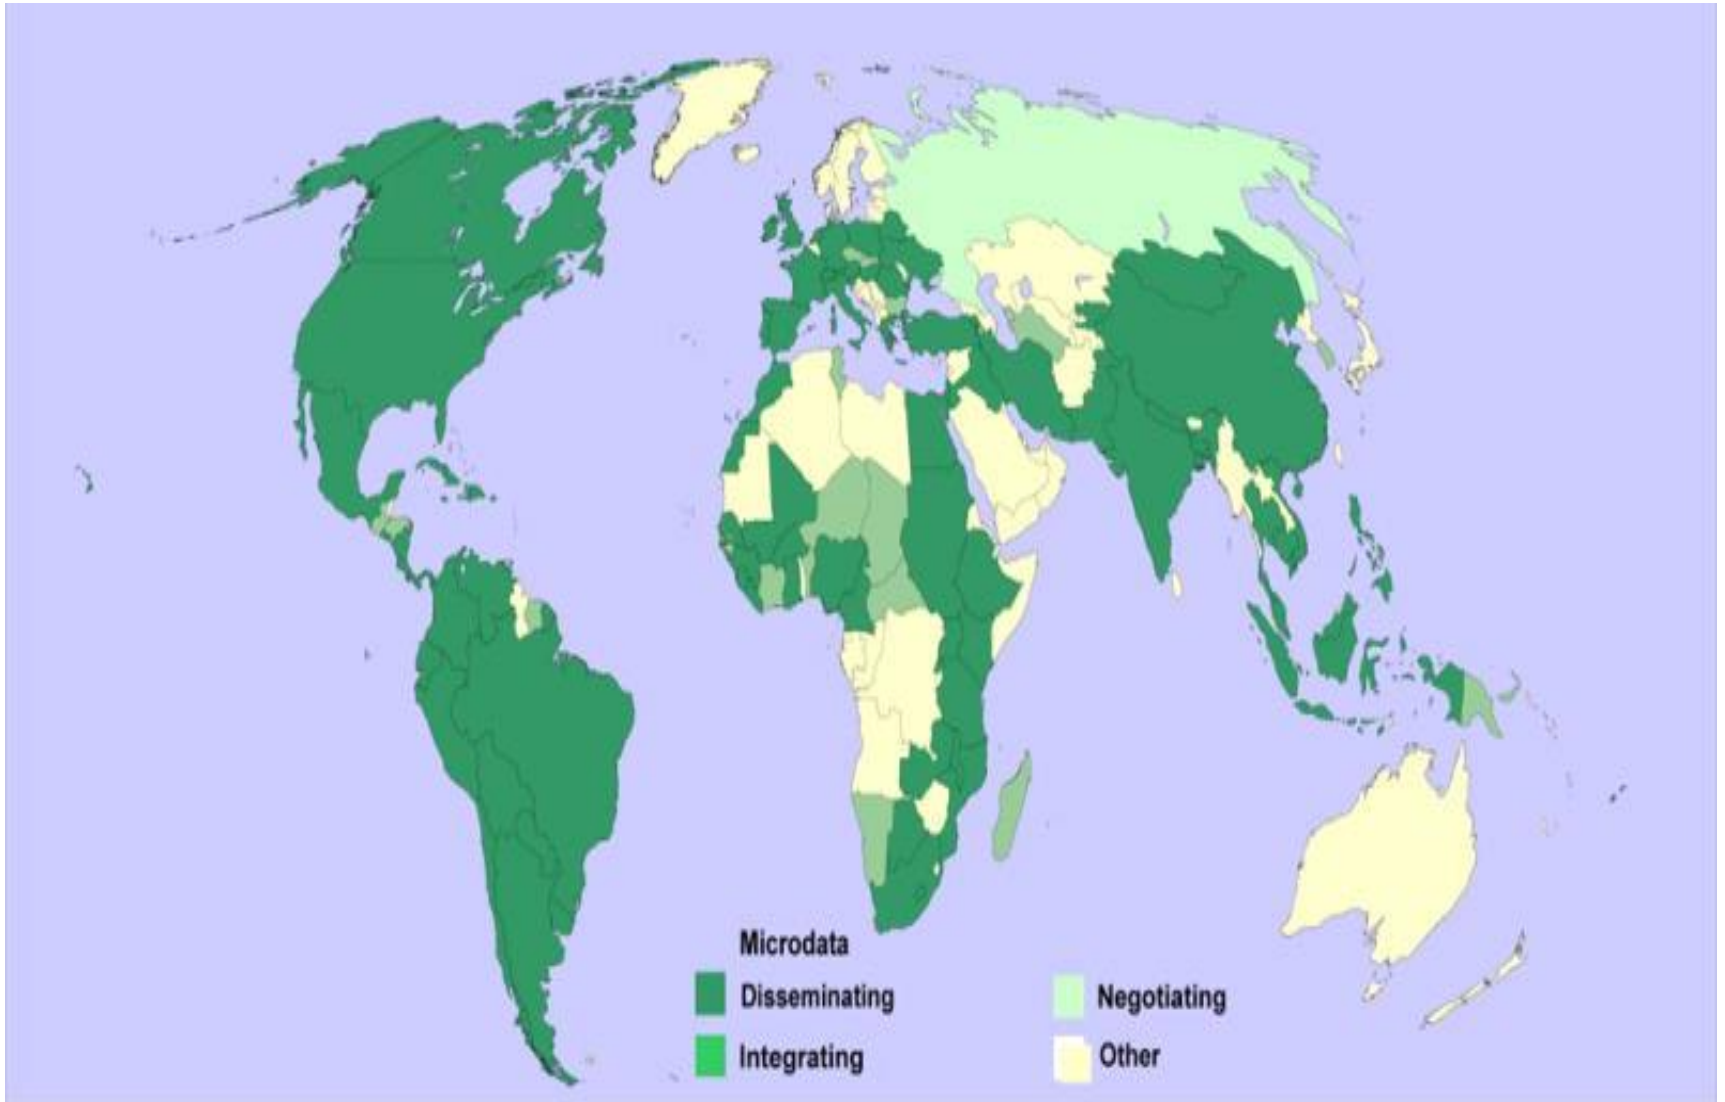 Microdata
Disseminating
Negotiating
Integrating
Other